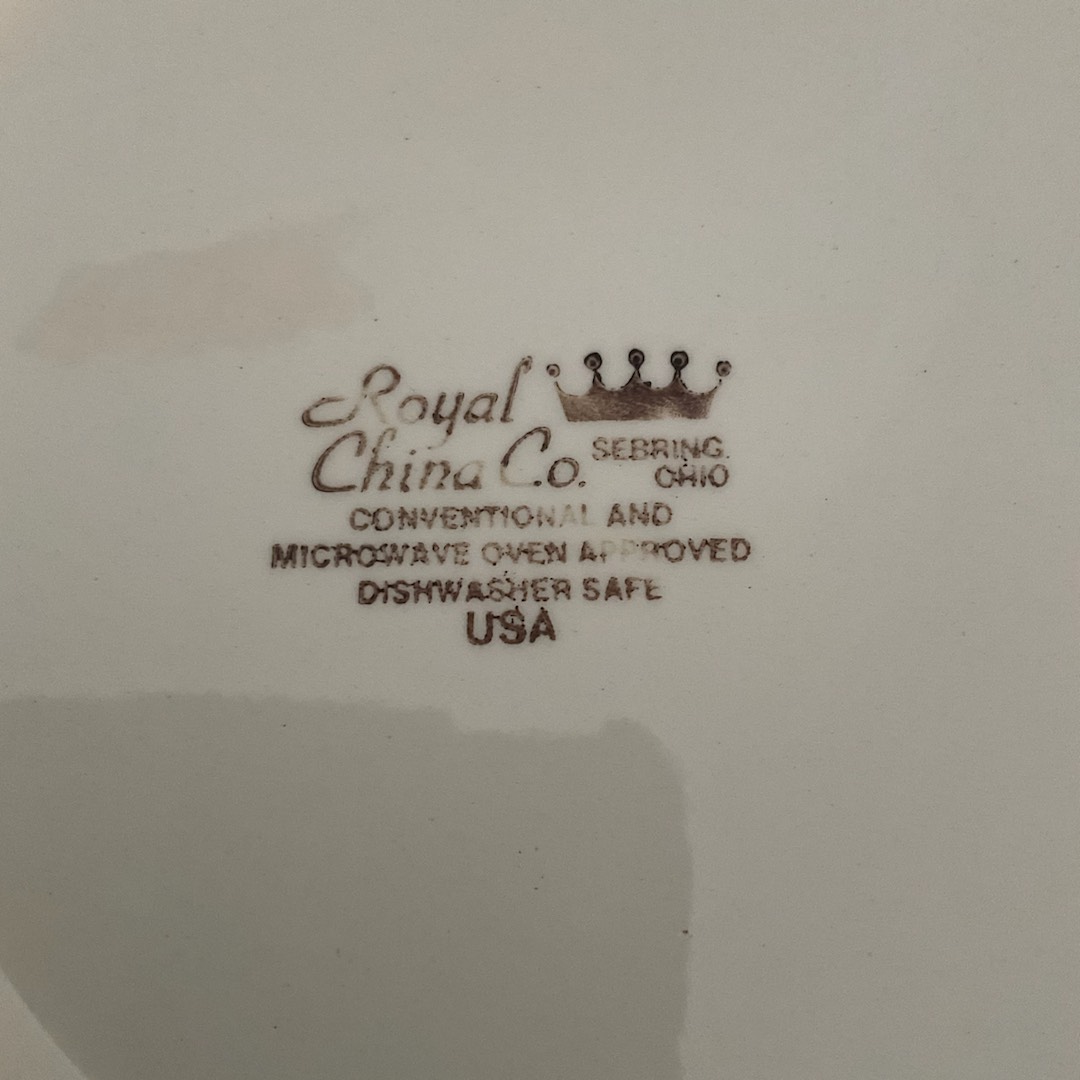 Royal
China Co. SEBRING.
OHIO
CONVENTIONAL AND
MICROWAVE OVEN APPROVED
DISHWASHER SAFE
USA